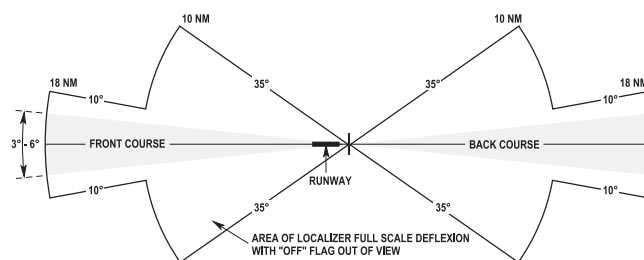 10 NM
10 NM
18 NM
18 NM
10°
35°
35°
10°
3° - 6°
FRONT COURSE
BACK COURSE
RUNWAY
10°
35°
35°
10°
AREA OF LOCALIZER FULL SCALE DEFLEXION
WITH "OFF" FLAG OUT OF VIEW